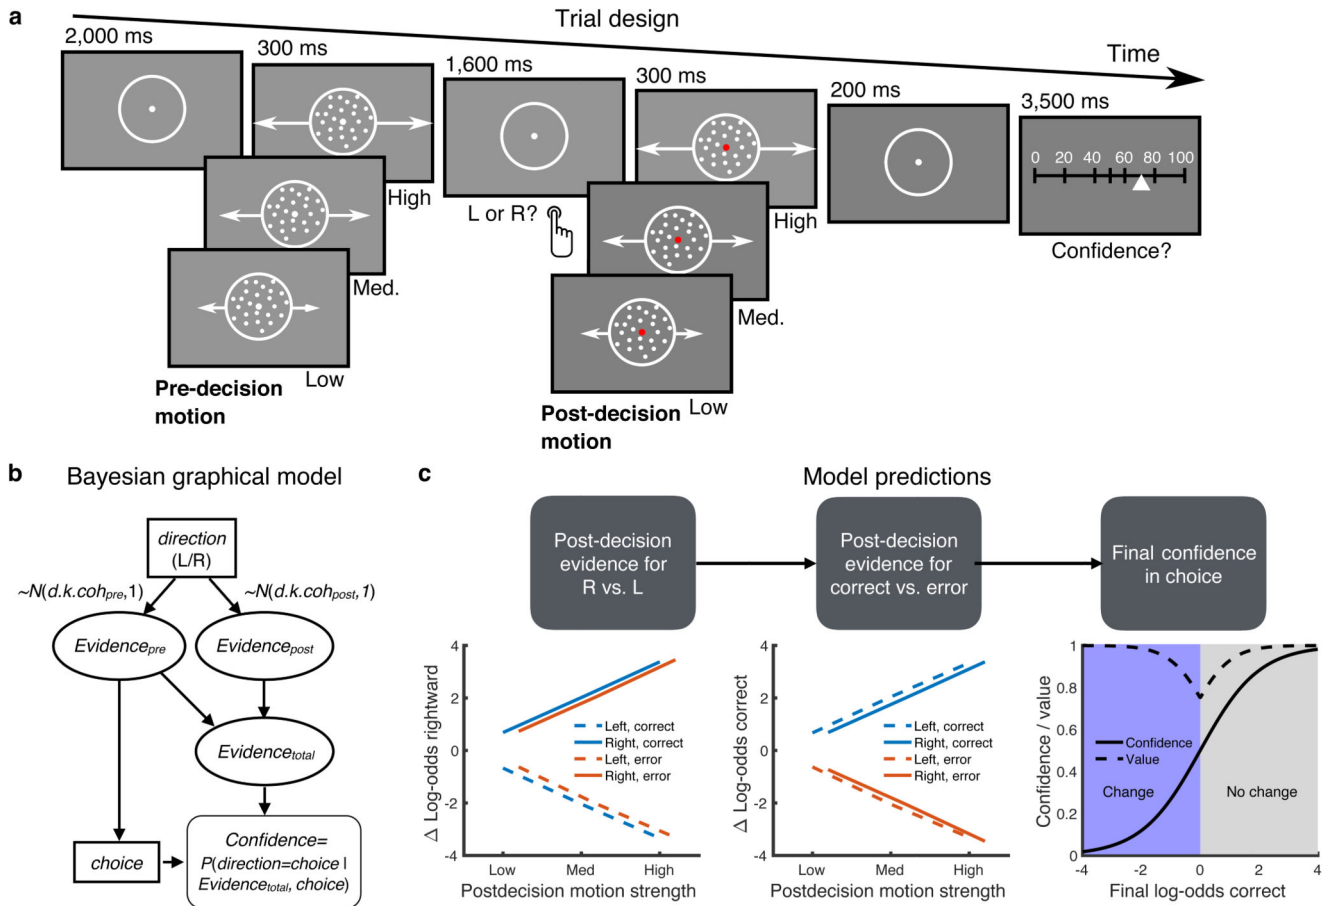 a
Trial design
Time
2,000 ms
300 ms
1,600 ms
300 ms
200 ms
3,500 ms
0 20 40 60 80 100
High
L or R?
High
Confidence?
Med.
Med.
Low
Low
Pre-decision
motion
Post-decision
motion
b
Bayesian graphical model
direction
(L/R)
~N(d.k.cohpre,1)
~N(d.k.cohpost,1)
Evidencepre
Evidencepost
Evidencetotal
choice
Confidence=
P(direction=choice |
Evidencetotal, choice)
c
Model predictions
Post-decision
evidence for
R vs. L
Post-decision
evidence for
correct vs. error
Final confidence
in choice
4
2
0
-2
-4
Δ Log-odds rightward
Left, correct
Right, correct
Left, error
Right, error
Low Med High
Postdecision motion strength
4
2
0
-2
-4
Δ Log-odds correct
Left, correct
Right, correct
Left, error
Right, error
Low Med High
Postdecision motion strength
1
0.8
0.6
0.4
0.2
0
Confidence / value
Confidence
Value
Change
No change
-4 -2 0 2 4
Final log-odds correct